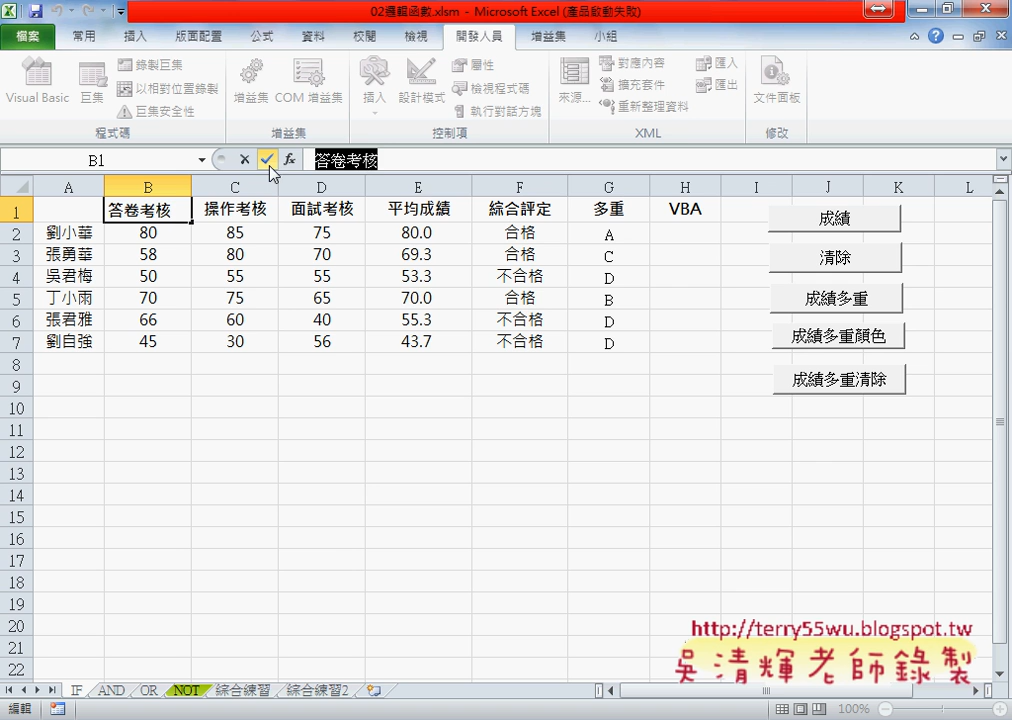 02邏輯函數.xlsm - Microsoft Excel (產品啟動失敗)
檔案 常用 插入 版面配置 公式 資料 校閱 檢視 開發人員 增益集 小組
Visual Basic 巨集 錄製巨集 以相對位置錄製 巨集安全性 程式碼
增益集 COM 增益集 增益集
插入 設計模式 屬性 檢視程式碼 執行對話方塊 控制項
來源... 對應內容 擴充套件 重新整理資料 匯入 匯出 XML
文件面板 修改
B1 fx 答卷考核
A B C D E F G H I J K L
1 答卷考核 操作考核 面試考核 平均成績 綜合評定 多重 VBA
2 劉小華 80 85 75 80.0 合格 A
3 張勇華 58 80 70 69.3 合格 C
4 吳君梅 50 55 55 53.3 不合格 D
5 丁小雨 70 75 65 70.0 合格 B
6 張君雅 66 60 40 55.3 不合格 D
7 劉自強 45 30 56 43.7 不合格 D
8
9
10
11
12
13
14
15
16
17
18
19
20
21
22
成績
清除
成績多重
成績多重顏色
成績多重清除
http://terry55wu.blogspot.tw
吳清輝老師錄製
IF AND OR NOT 綜合練習 綜合練習2
編輯 100%